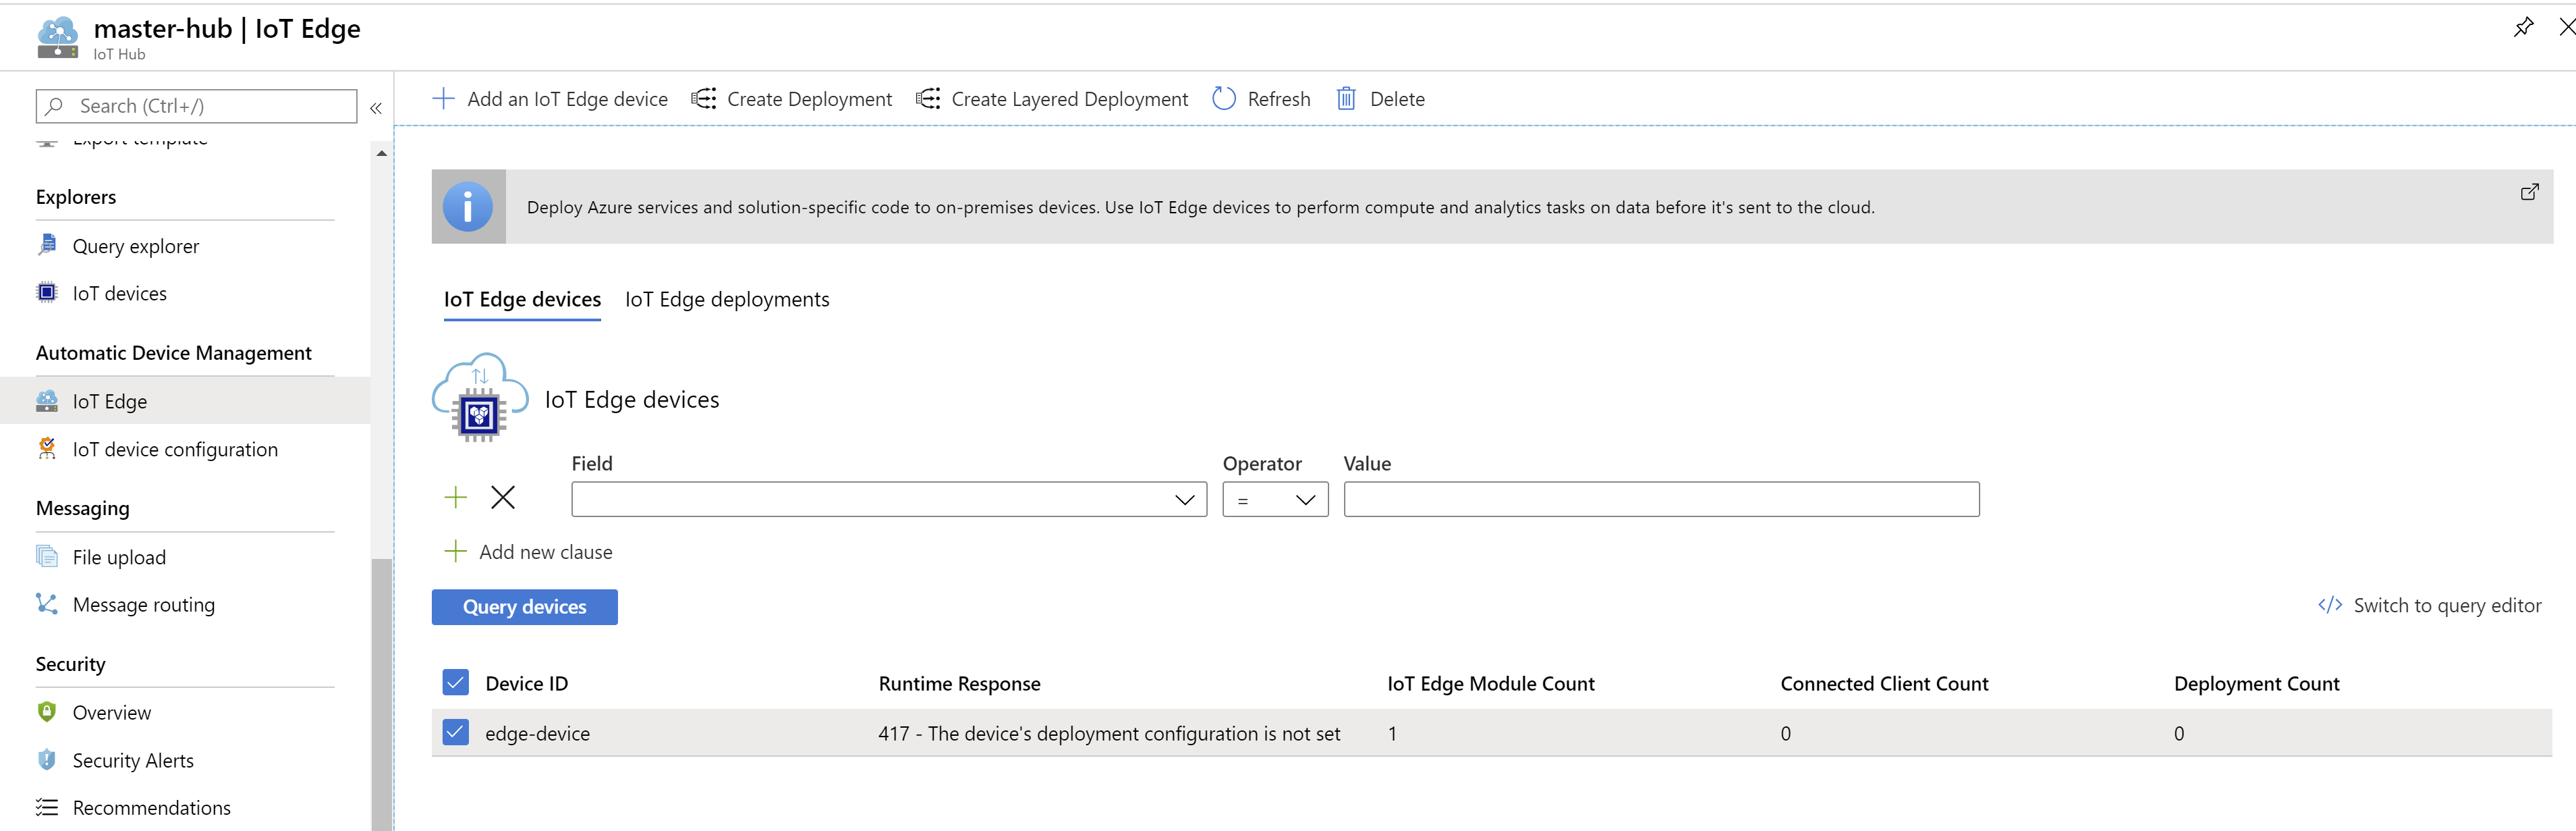 master-hub | IoT Edge
IoT Hub
Search (Ctrl+/)
«
Export template
Explorers
Query explorer
IoT devices
Automatic Device Management
IoT Edge
IoT device configuration
Messaging
File upload
Message routing
Security
Overview
Security Alerts
Recommendations
Add an IoT Edge device Create Deployment Create Layered Deployment Refresh Delete
Deploy Azure services and solution-specific code to on-premises devices. Use IoT Edge devices to perform compute and analytics tasks on data before it's sent to the cloud.
IoT Edge devices IoT Edge deployments
IoT Edge devices
Field Operator Value
=
Add new clause
Query devices
</> Switch to query editor
Device ID Runtime Response IoT Edge Module Count Connected Client Count Deployment Count
edge-device 417 - The device's deployment configuration is not set 1 0 0